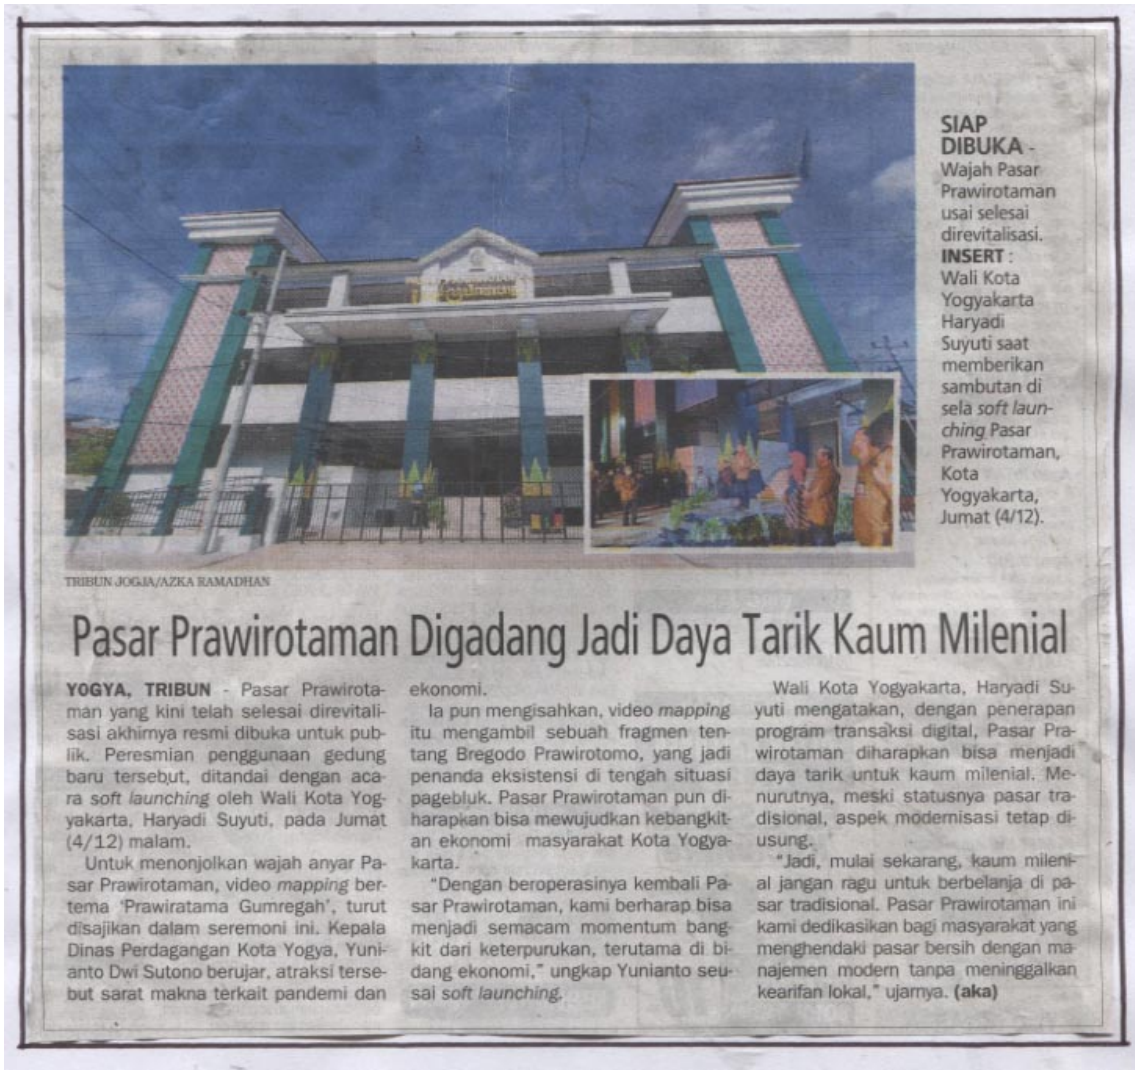 SIAP
DIBUKA -
Wajah Pasar
Prawirotaman
usai selesai
direvitalisasi.
INSERT :
Wali Kota
Yogyakarta
Haryadi
Suyuti saat
memberikan
sambutan di
sela soft laun-
ching Pasar
Prawirotaman,
Kota
Yogyakarta,
Jumat (4/12).
TRIBUN JOGJA/AZKA RAMADHAN
Pasar Prawirotaman Digadang Jadi Daya Tarik Kaum Milenial
YOGYA, TRIBUN - Pasar Prawirota-
man yang kini telah selesai direvitali-
sasi akhirnya resmi dibuka untuk pub-
lik. Peresmian penggunaan gedung
baru tersebut, ditandai dengan aca-
ra soft launching oleh Wali Kota Yog-
yakarta, Haryadi Suyuti, pada Jumat
(4/12) malam.
Untuk menonjolkan wajah anyar Pa-
sar Prawirotaman, video mapping ber-
tema 'Prawiratama Gumregah', turut
disajikan dalam seremoni ini. Kepala
Dinas Perdagangan Kota Yogya, Yuni-
anto Dwi Sutono berujar, atraksi terse-
but sarat makna terkait pandemi dan
ekonomi.
Ia pun mengisahkan, video mapping
itu mengambil sebuah fragmen ten-
tang Bregodo Prawirotomo, yang jadi
penanda eksistensi di tengah situasi
pagebluk. Pasar Prawirotaman pun di-
harapkan bisa mewujudkan kebangkit-
an ekonomi masyarakat Kota Yogya-
karta.
"Dengan beroperasinya kembali Pa-
sar Prawirotaman, kami berharap bisa
menjadi semacam momentum bang-
kit dari keterpurukan, terutama di bi-
dang ekonomi," ungkap Yunianto seu-
sai soft launching.
Wali Kota Yogyakarta, Haryadi Su-
yuti mengatakan, dengan penerapan
program transaksi digital, Pasar Pra-
wirotaman diharapkan bisa menjadi
daya tarik untuk kaum milenial. Me-
nurutnya, meski statusnya pasar tra-
disional, aspek modernisasi tetap di-
usung.
"Jadi, mulai sekarang, kaum mileni-
al jangan ragu untuk berbelanja di pa-
sar tradisional. Pasar Prawirotaman ini
kami dedikasikan bagi masyarakat yang
menghendaki pasar bersih dengan ma-
najemen modern tanpa meninggalkan
kearifan lokal," ujarnya. (aka)